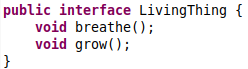 public interface LivingThing {
    void breathe();
    void grow();
}